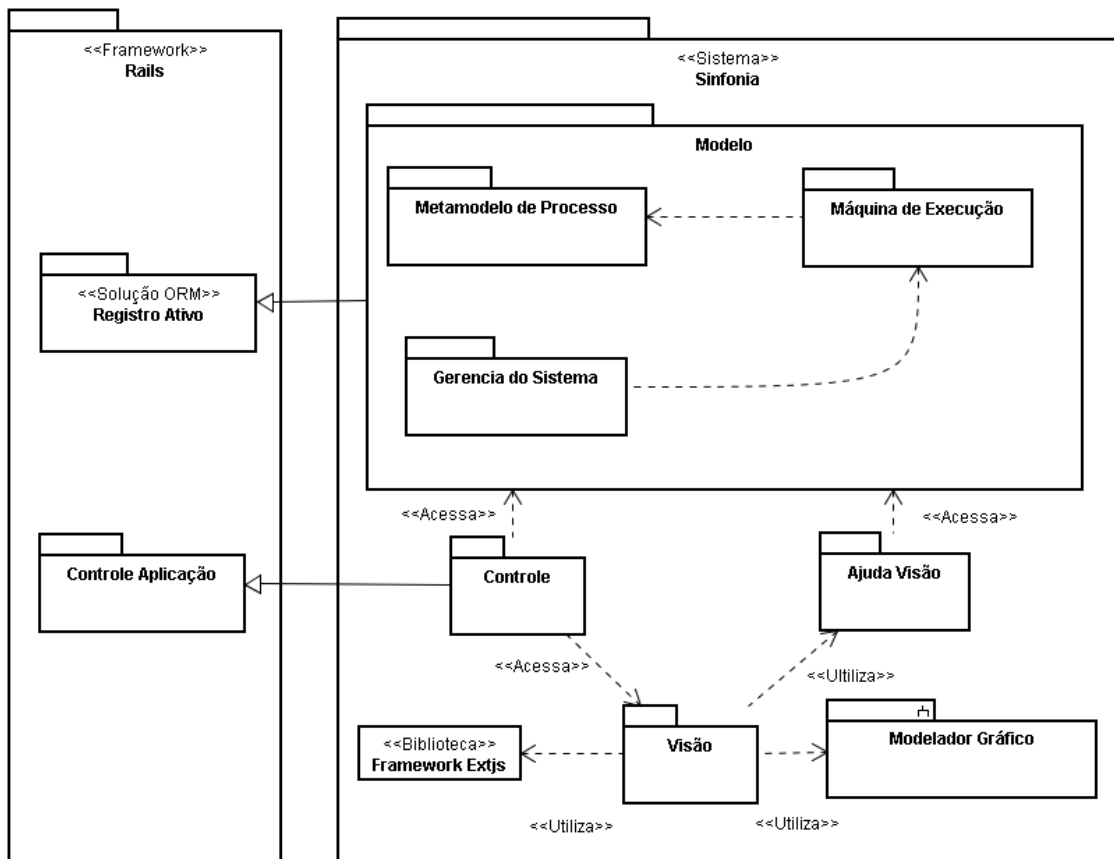 <<Framework>>
Rails
<<Sistema>>
Sinfonia
Modelo
Metamodelo de Processo
Máquina de Execução
<<Solução ORM>>
Registro Ativo
Gerencia do Sistema
<<Acessa>>
<<Acessa>>
Controle Aplicação
Controle
Ajuda Visão
<<Acessa>>
<<Ultiliza>>
<<Biblioteca>>
Framework Extjs
Visão
Modelador Gráfico
<<Utiliza>>
<<Utiliza>>